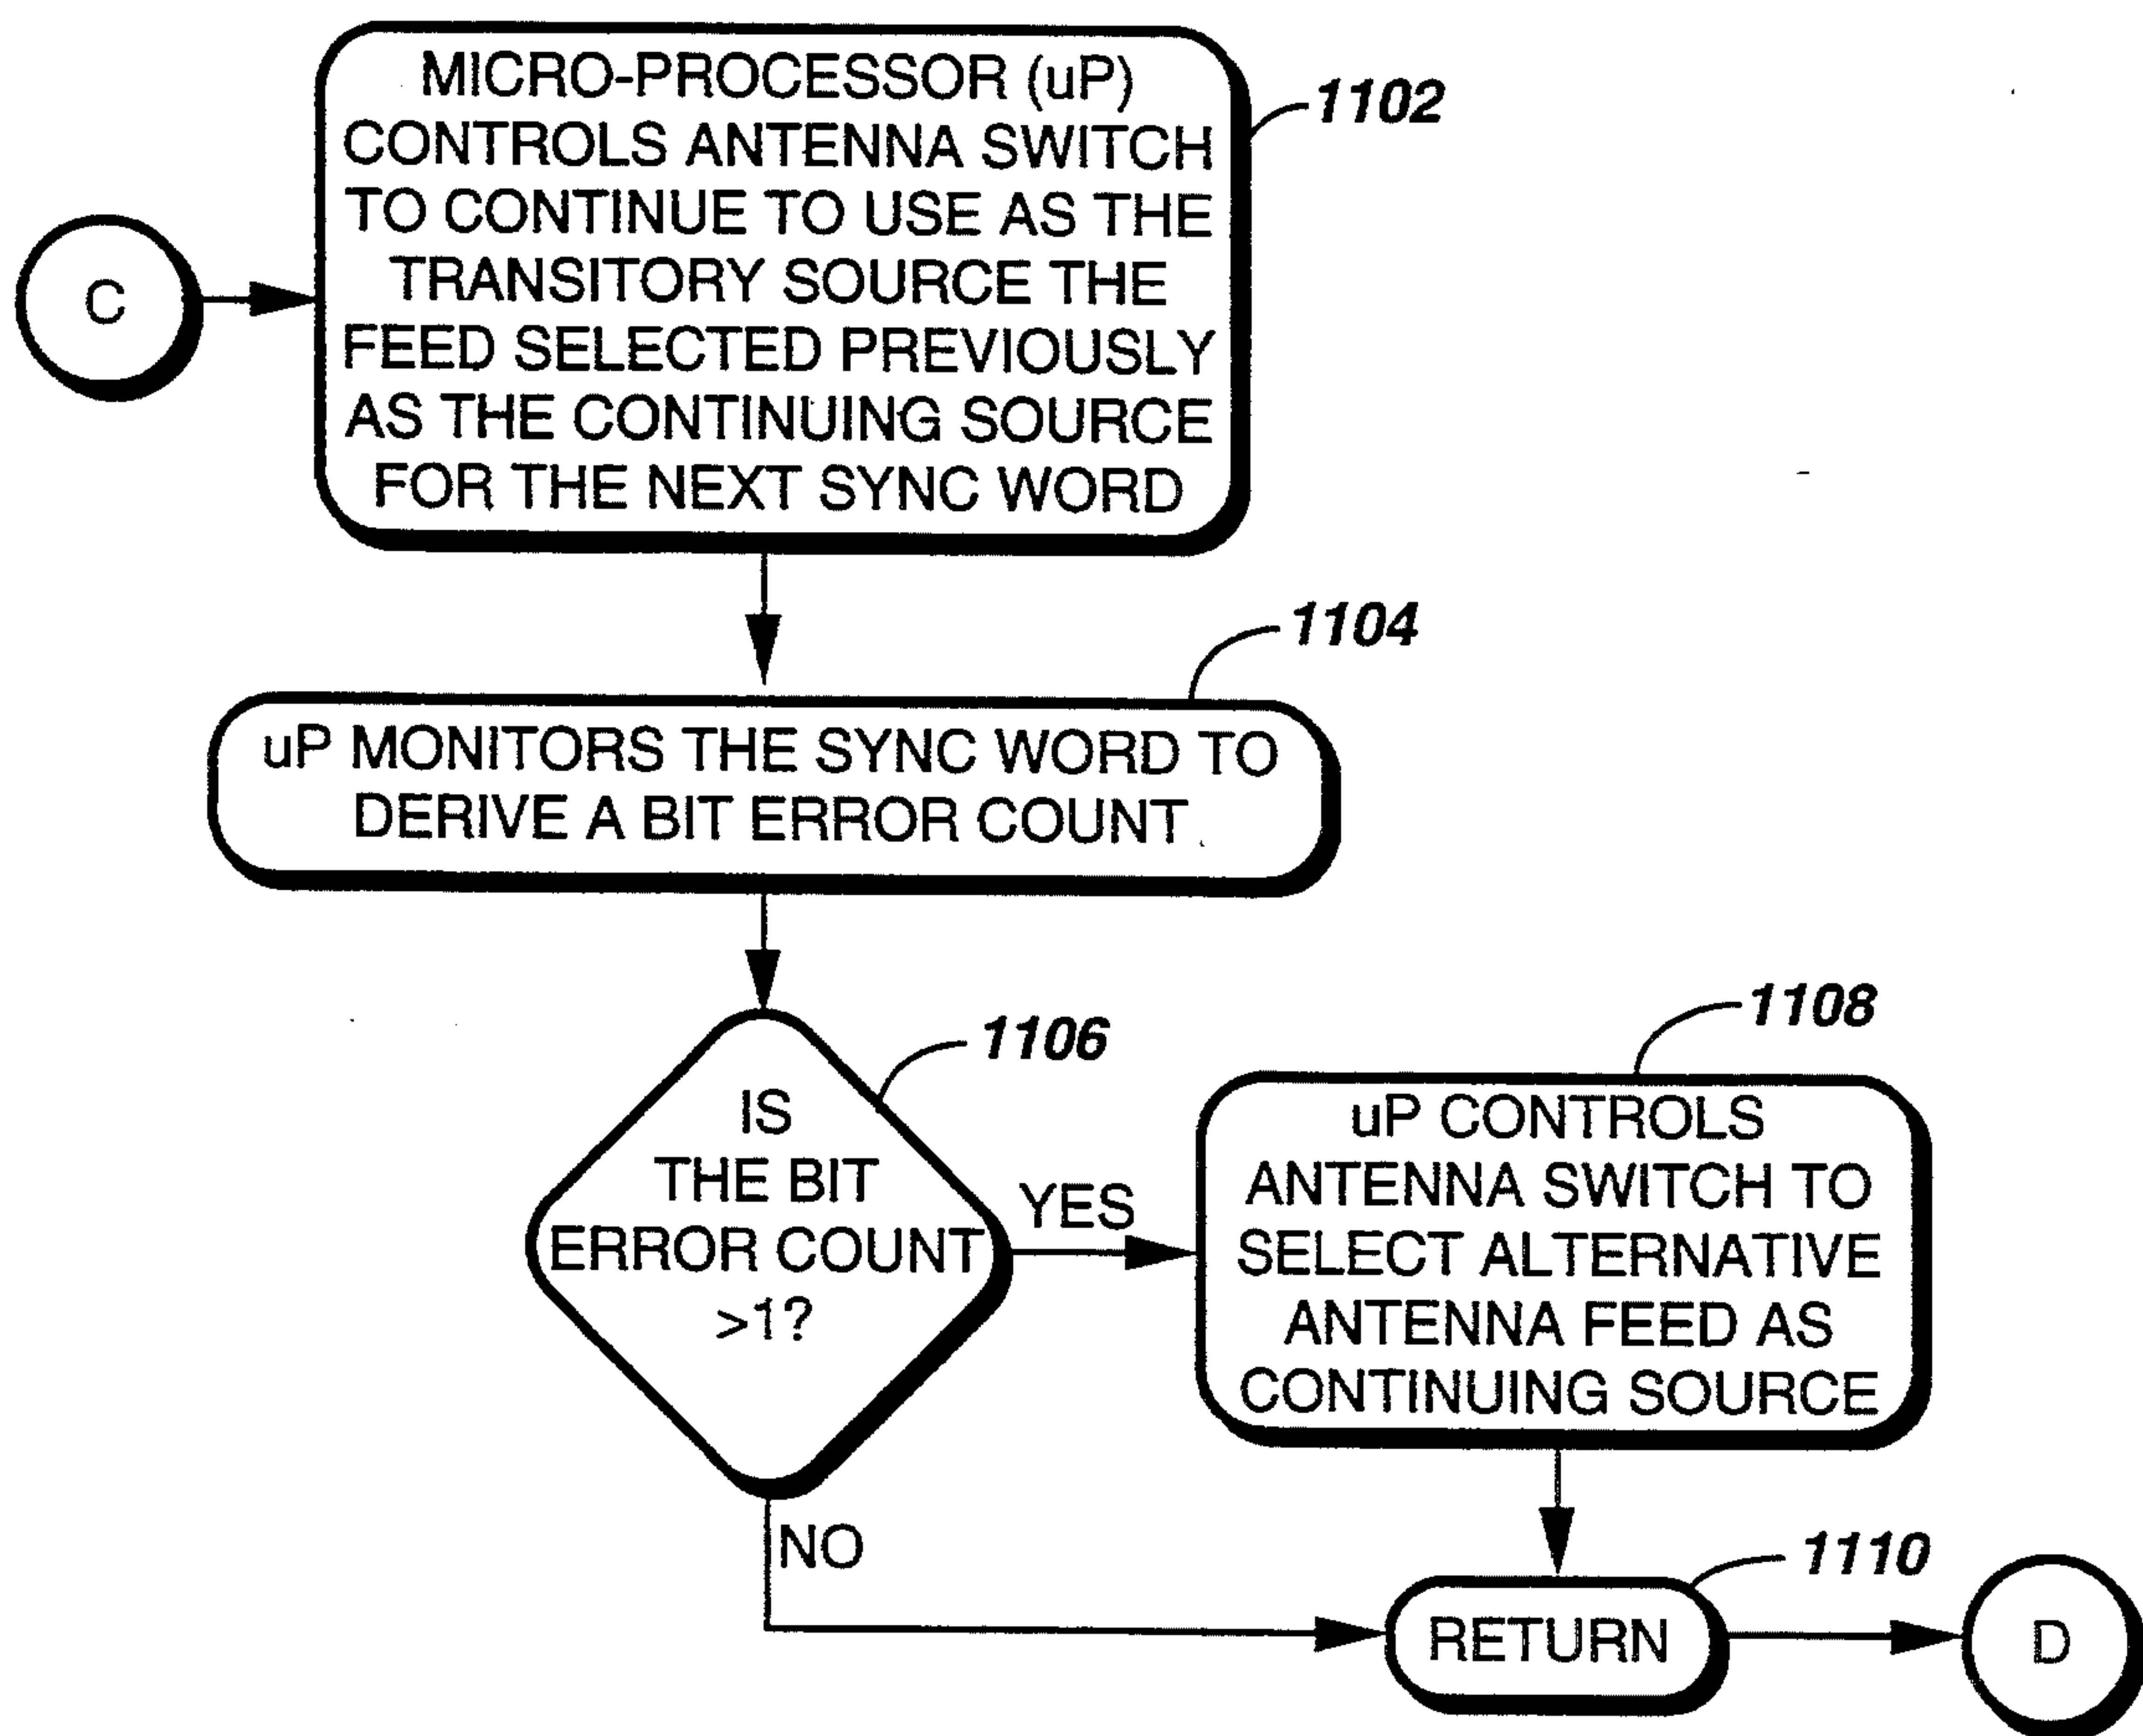 MICRO-PROCESSOR (uP)
CONTROLS ANTENNA SWITCH
TO CONTINUE TO USE AS THE
TRANSITORY SOURCE THE
FEED SELECTED PREVIOUSLY
AS THE CONTINUING SOURCE
FOR THE NEXT SYNC WORD
1102
C
1104
uP MONITORS THE SYNC WORD TO
DERIVE A BIT ERROR COUNT
1106
IS
THE BIT
ERROR COUNT
>1?
YES
1108
uP CONTROLS
ANTENNA SWITCH TO
SELECT ALTERNATIVE
ANTENNA FEED AS
CONTINUING SOURCE
NO
1110
RETURN
D